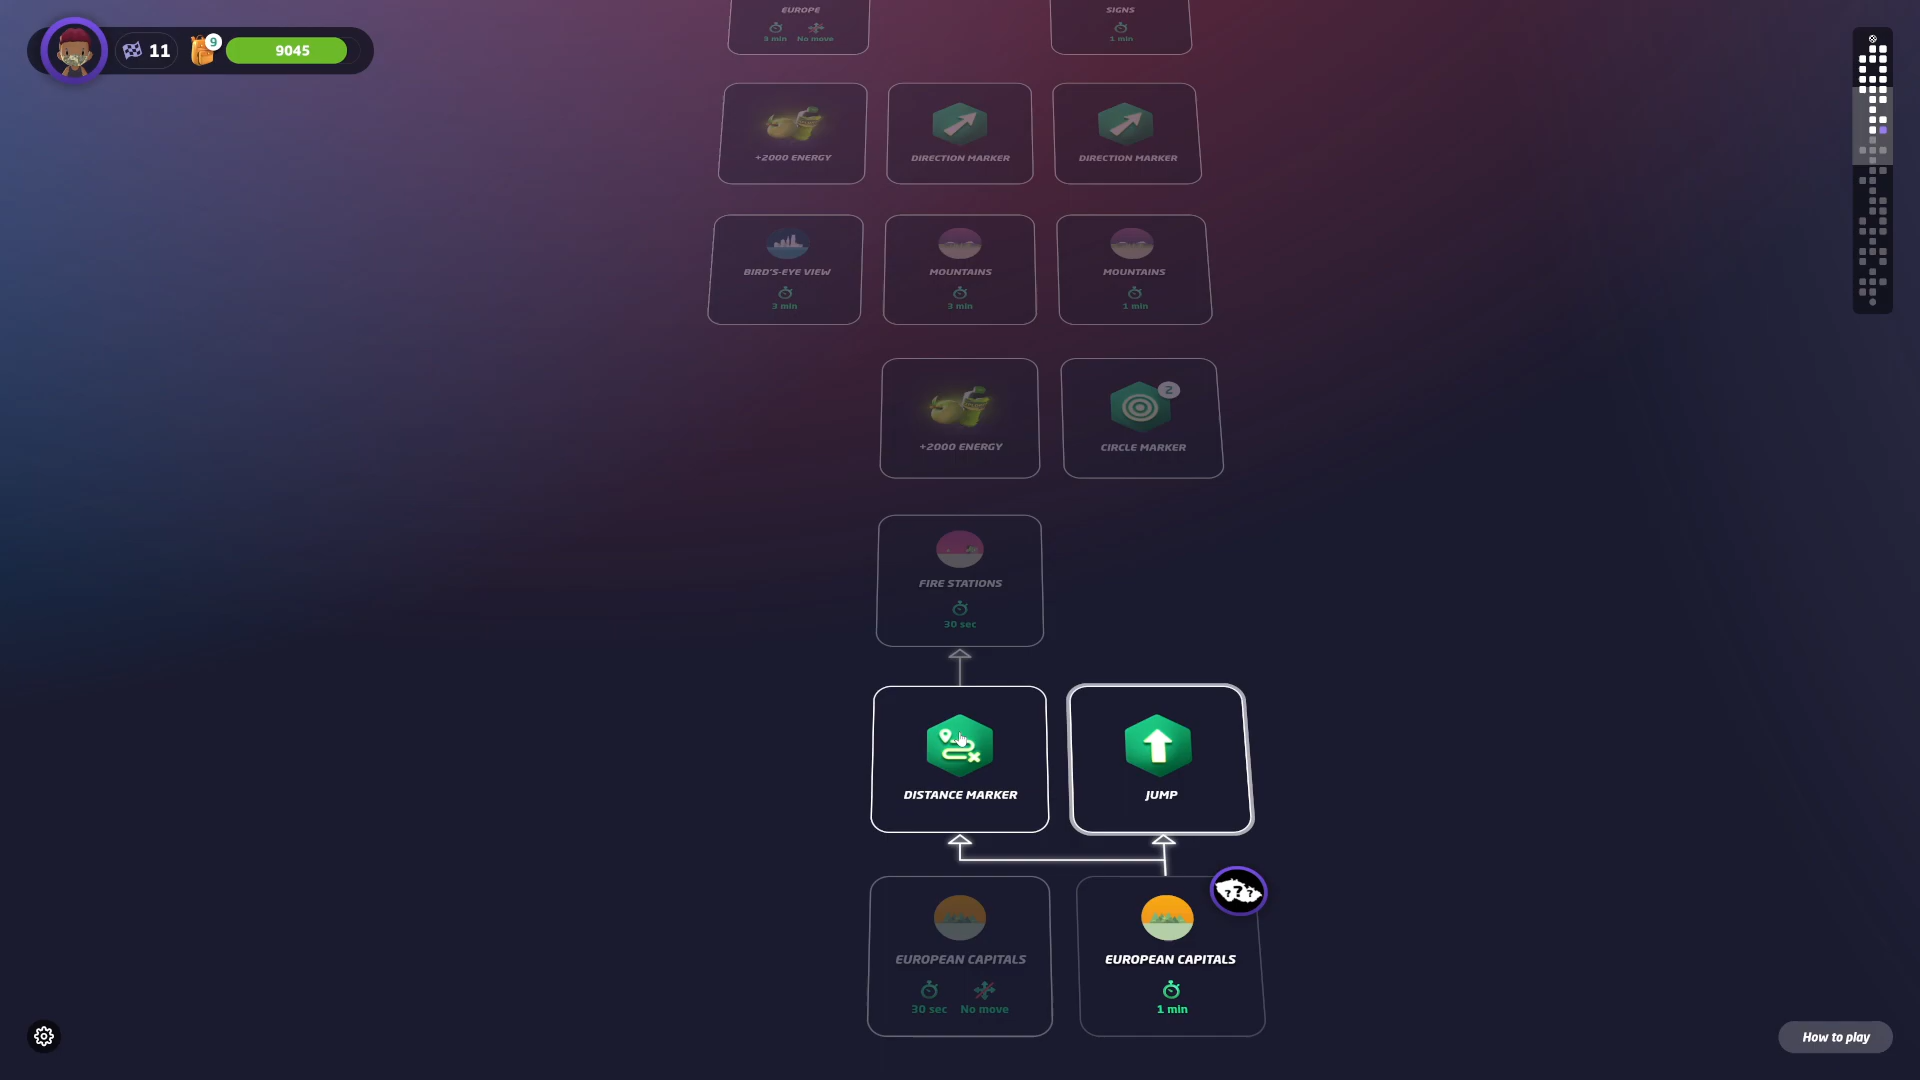 11
9
9045
EUROPE
3 min No move
SIGNS
1 min
+2000 ENERGY
DIRECTION MARKER
DIRECTION MARKER
BIRD'S-EYE VIEW
3 min
MOUNTAINS
3 min
MOUNTAINS
1 min
+2000 ENERGY
2
CIRCLE MARKER
FIRE STATIONS
30 sec
DISTANCE MARKER
JUMP
???
EUROPEAN CAPITALS
30 sec No move
EUROPEAN CAPITALS
1 min
How to play